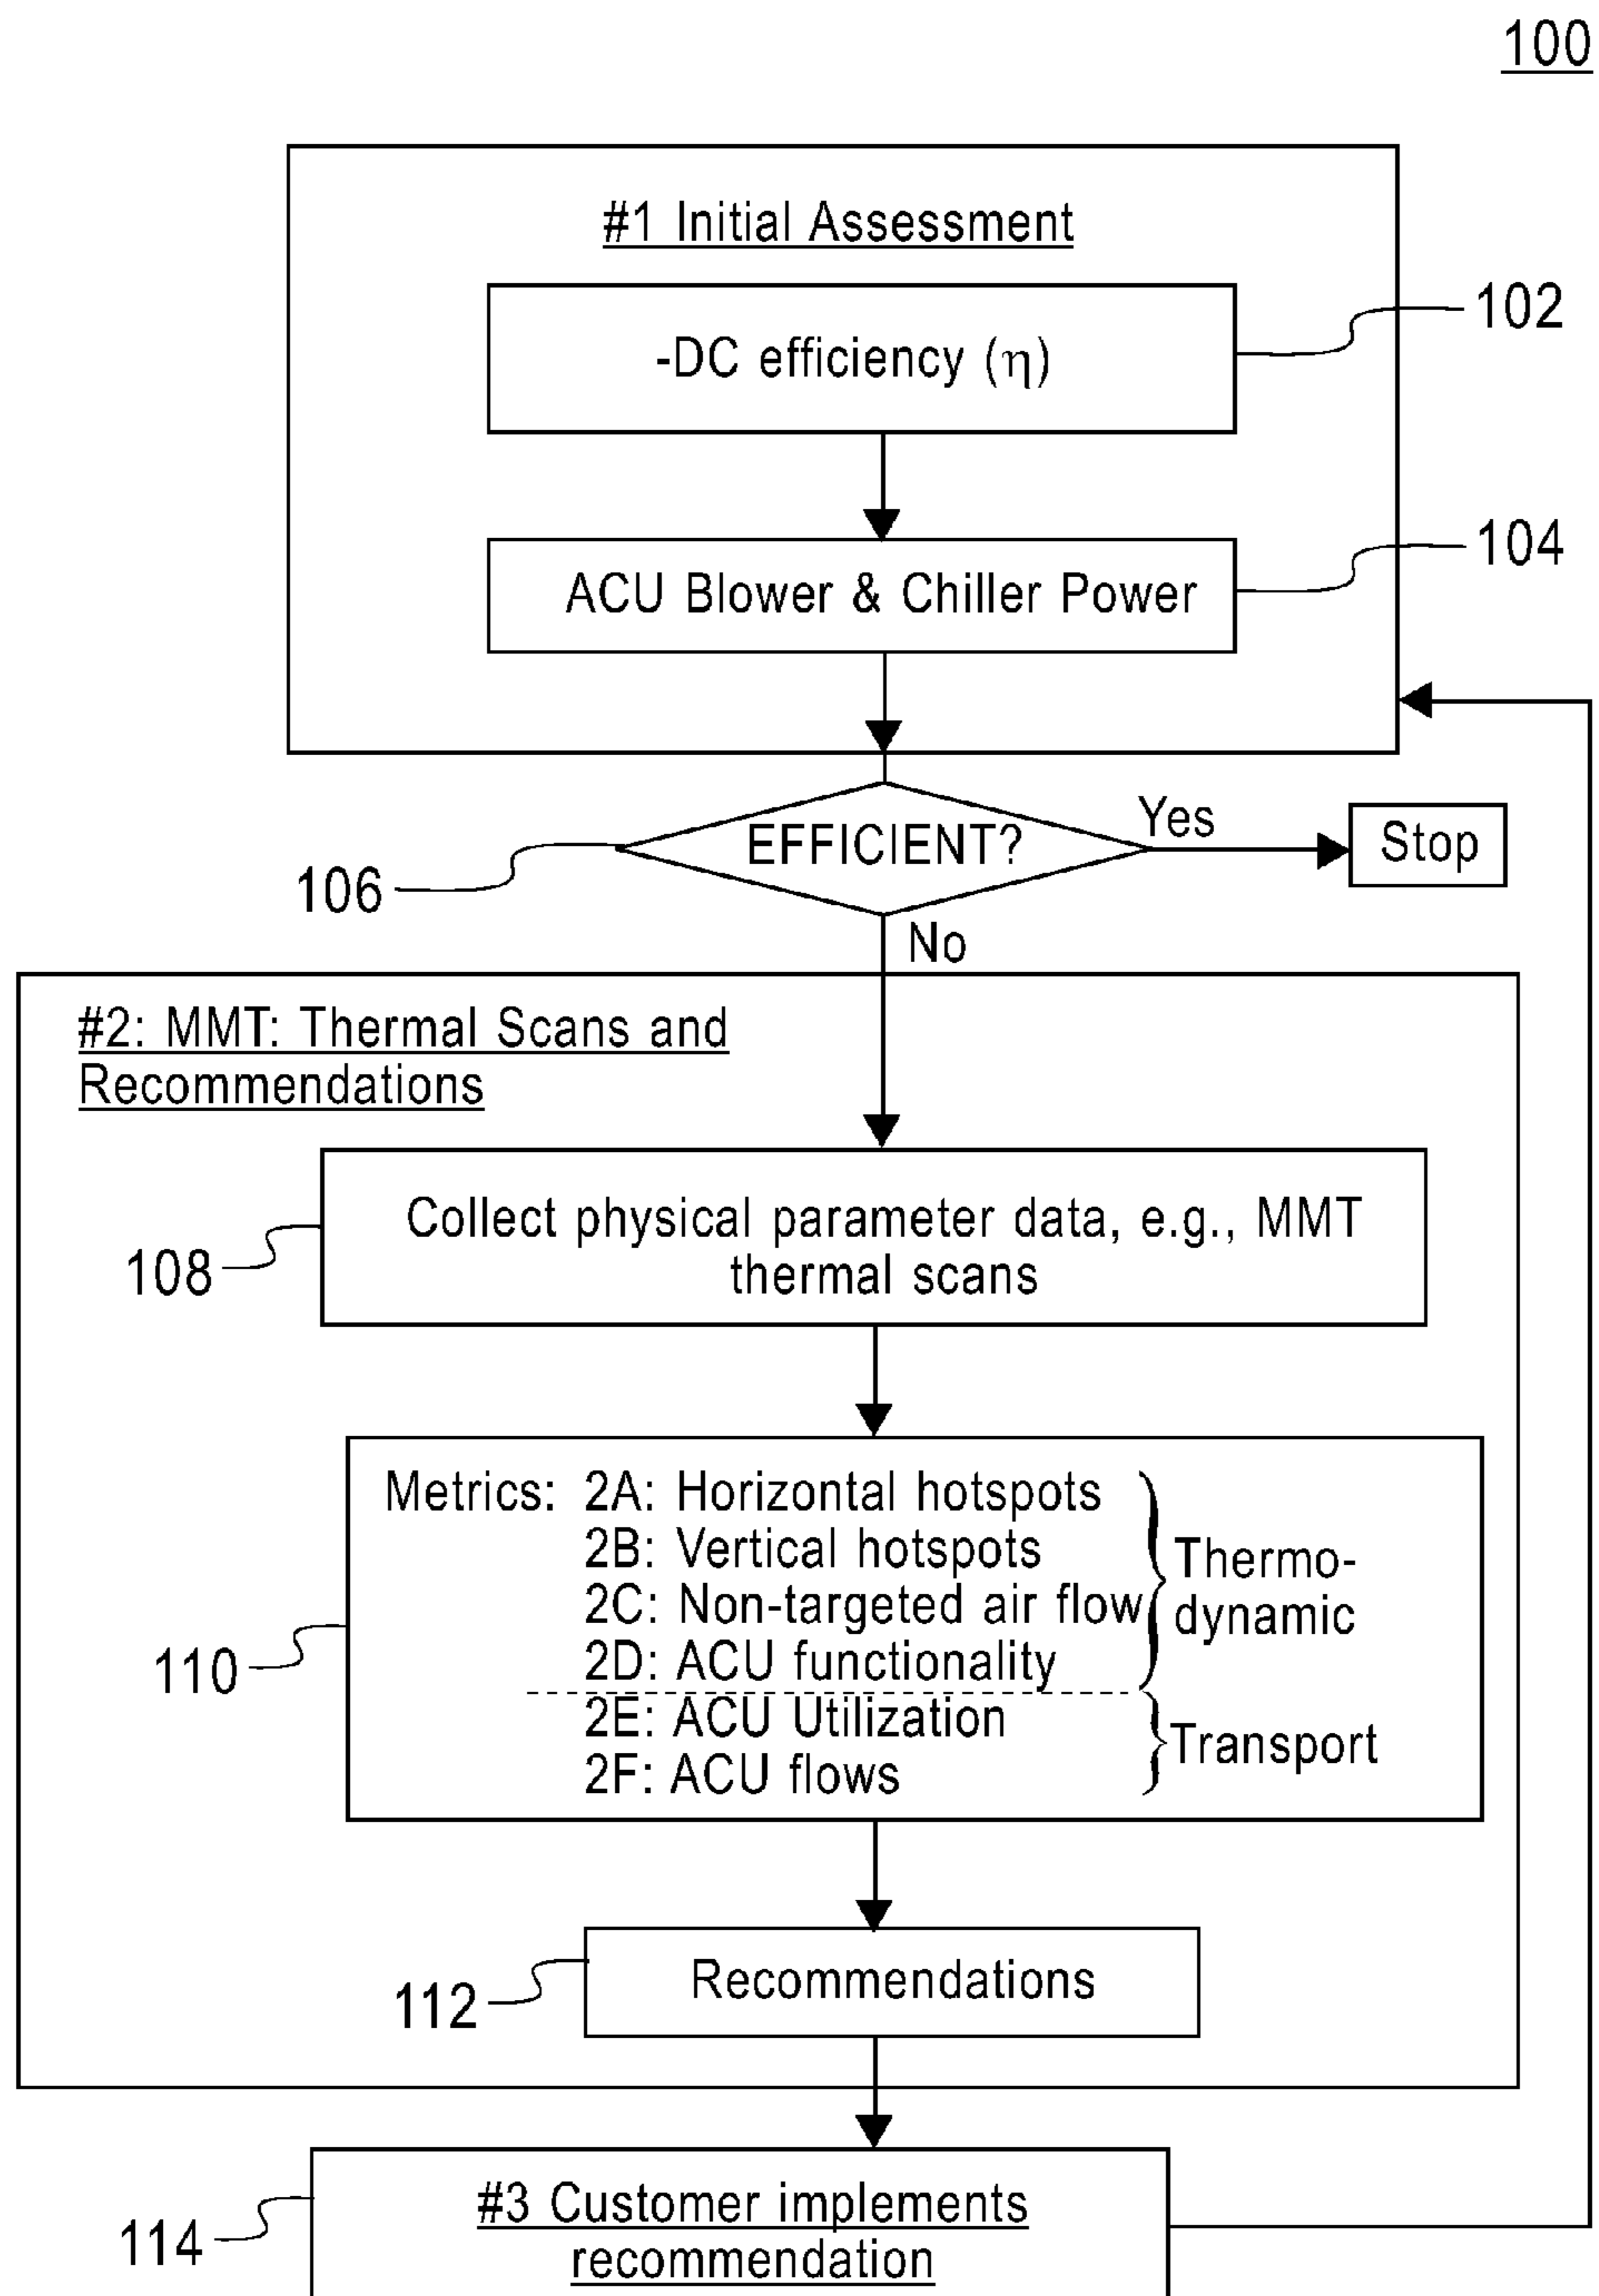 100
#1 Initial Assessment
-DC efficiency (η)
102
ACU Blower & Chiller Power
104
EFFICIENT?
Yes
Stop
106
No
#2: MMT: Thermal Scans and
Recommendations
Collect physical parameter data, e.g., MMT
thermal scans
108
Metrics: 2A: Horizontal hotspots
2B: Vertical hotspots
2C: Non-targeted air flow
2D: ACU functionality
Thermo-
dynamic
110
2E: ACU Utilization
2F: ACU flows
Transport
Recommendations
112
#3 Customer implements
recommendation
114